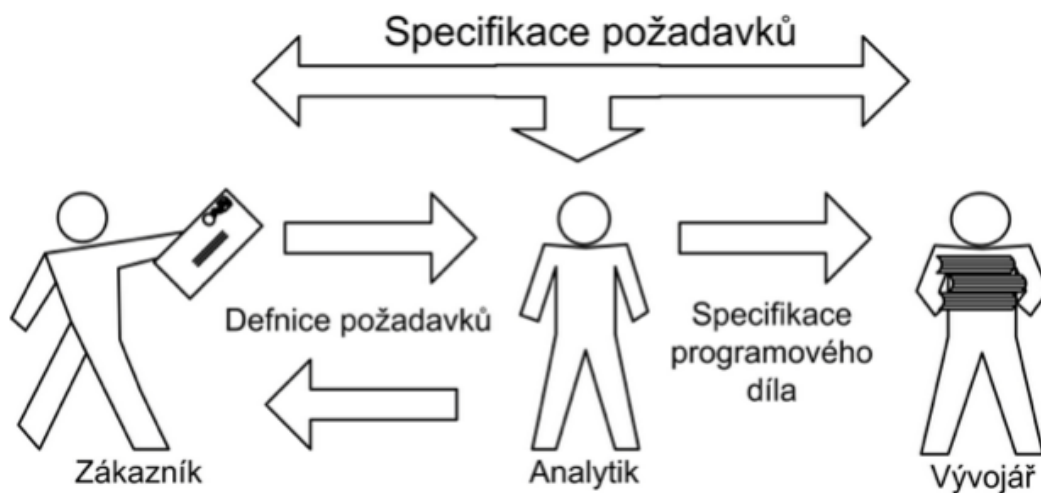 Specifikace požadavků
Defnice požadavků
Specifikace
programového
díla
Zákazník
Analytik
Vývojář